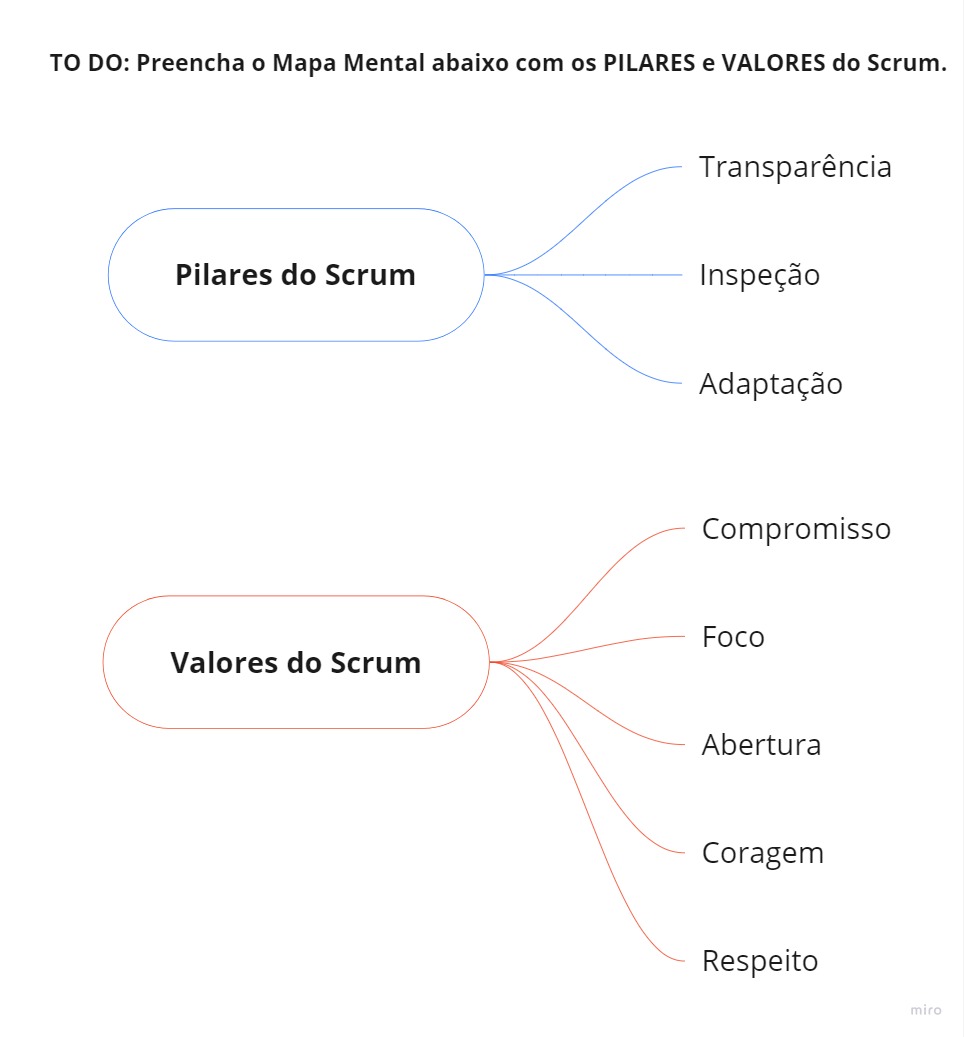 TO DO: Preencha o Mapa Mental abaixo com os PILARES e VALORES do Scrum.
Pilares do Scrum
Transparência
Inspeção
Adaptação
Valores do Scrum
Compromisso
Foco
Abertura
Coragem
Respeito
miro